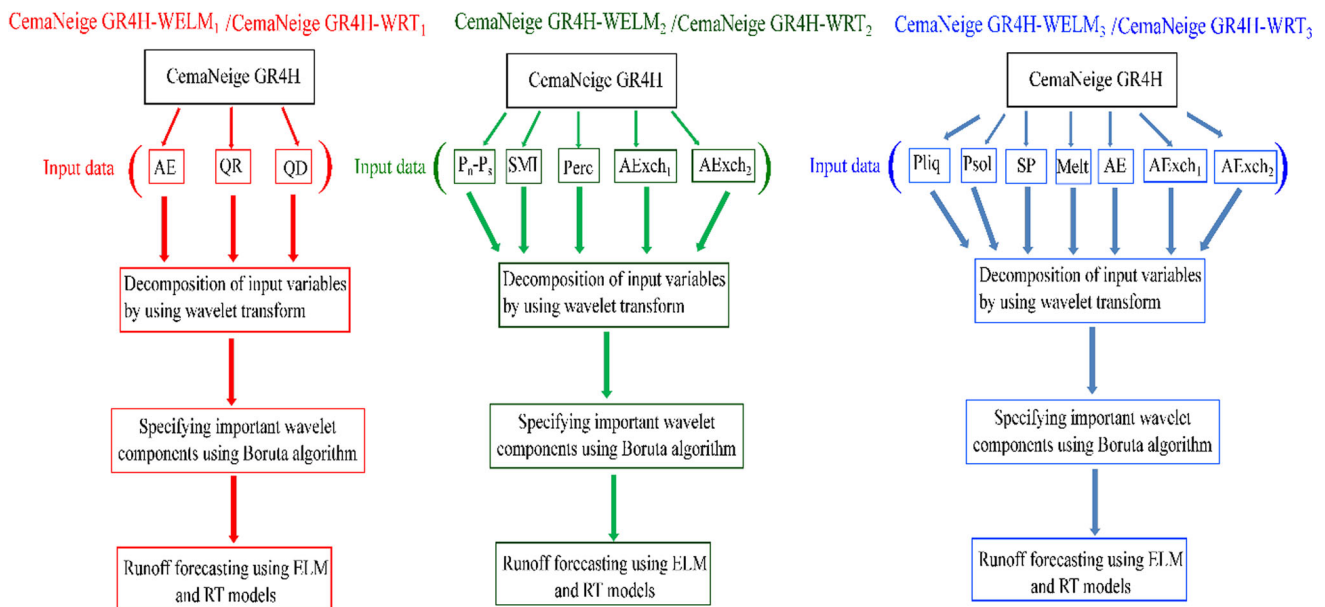 CemaNeige GR4H-WELM₁ /CemaNeige GR4H-WRT₁
CemaNeige GR4H
Input data ( AE QR QD )
Decomposition of input variables
by using wavelet transform
Specifying important wavelet
components using Boruta algorithm
Runoff forecasting using ELM
and RT models
CemaNeige GR4H-WELM₂ /CemaNeige GR4H-WRT₂
CemaNeige GR4H
Input data ( Pₙ-Pₛ SMI Perc AExch₁ AExch₂ )
Decomposition of input variables
by using wavelet transform
Specifying important wavelet
components using Boruta algorithm
Runoff forecasting using ELM
and RT models
CemaNeige GR4H-WELM₃ /CemaNeige GR4H-WRT₃
CemaNeige GR4H
Input data ( Pliq Psol SP Melt AE AExch₁ AExch₂ )
Decomposition of input variables
by using wavelet transform
Specifying important wavelet
components using Boruta algorithm
Runoff forecasting using ELM
and RT models